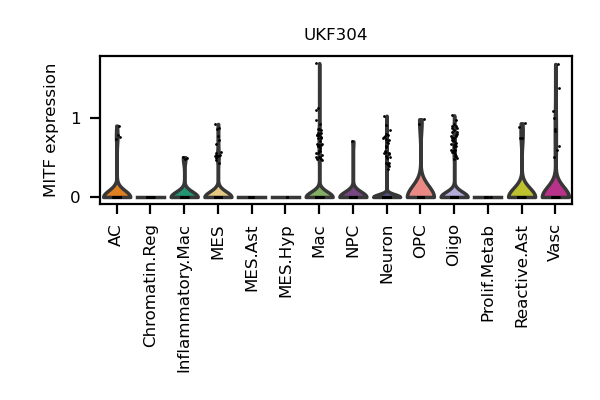 UKF304
MITF expression
1
0
AC
Chromatin.Reg
Inflammatory.Mac
MES
MES.Ast
MES.Hyp
Mac
NPC
Neuron
OPC
Oligo
Prolif.Metab
Reactive.Ast
Vasc